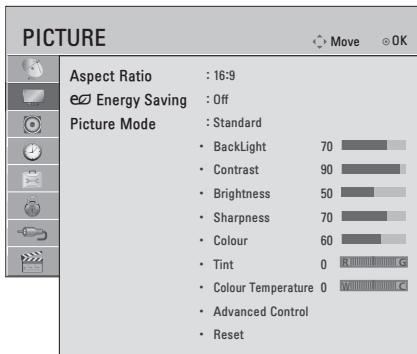 PICTURE Move OK
Aspect Ratio : 16:9
Energy Saving : Off
Picture Mode : Standard
• BackLight 70
• Contrast 90
• Brightness 50
• Sharpness 70
• Colour 60
• Tint 0 R G
• Colour Temperature 0 W C
• Advanced Control
• Reset